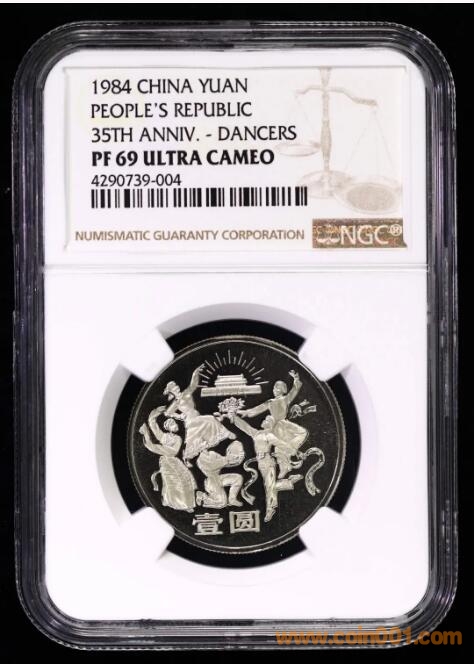 1984 CHINA YUAN
PEOPLE'S REPUBLIC
35TH ANNIV. - DANCERS
PF 69 ULTRA CAMEO
4290739-004
NUMISMATIC GUARANTY CORPORATION
NGC®
壹圆
www.coin001.com